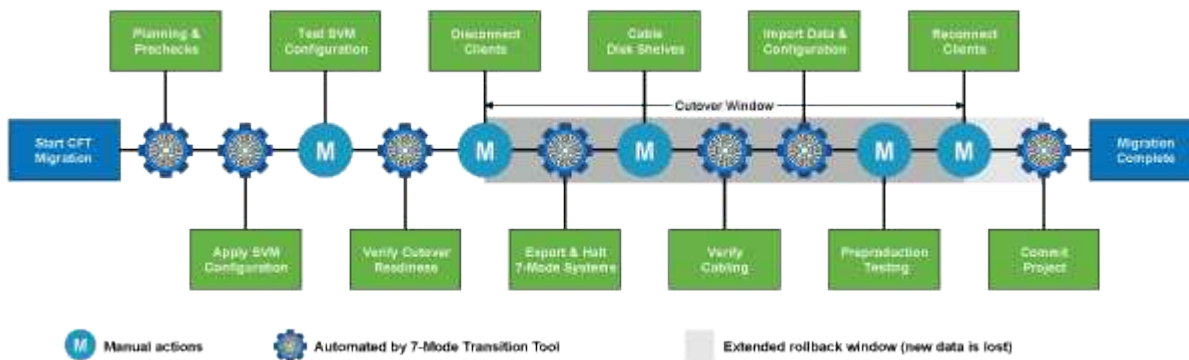 Planning &
Prechecks
Test SVM
Configuration
Disconnect
Clients
Cable
Disk Shelves
Import Data &
Configuration
Reconnect
Clients
Cutover Window
Start CFT
Migration
M
M
M
M
M
Migration
Complete
Apply SVM
Configuration
Verify Cutover
Readiness
Export & Halt
7-Mode Systems
Verify
Cabling
Preproduction
Testing
Commit
Project
M Manual actions
Automated by 7-Mode Transition Tool
Extended rollback window (new data is lost)